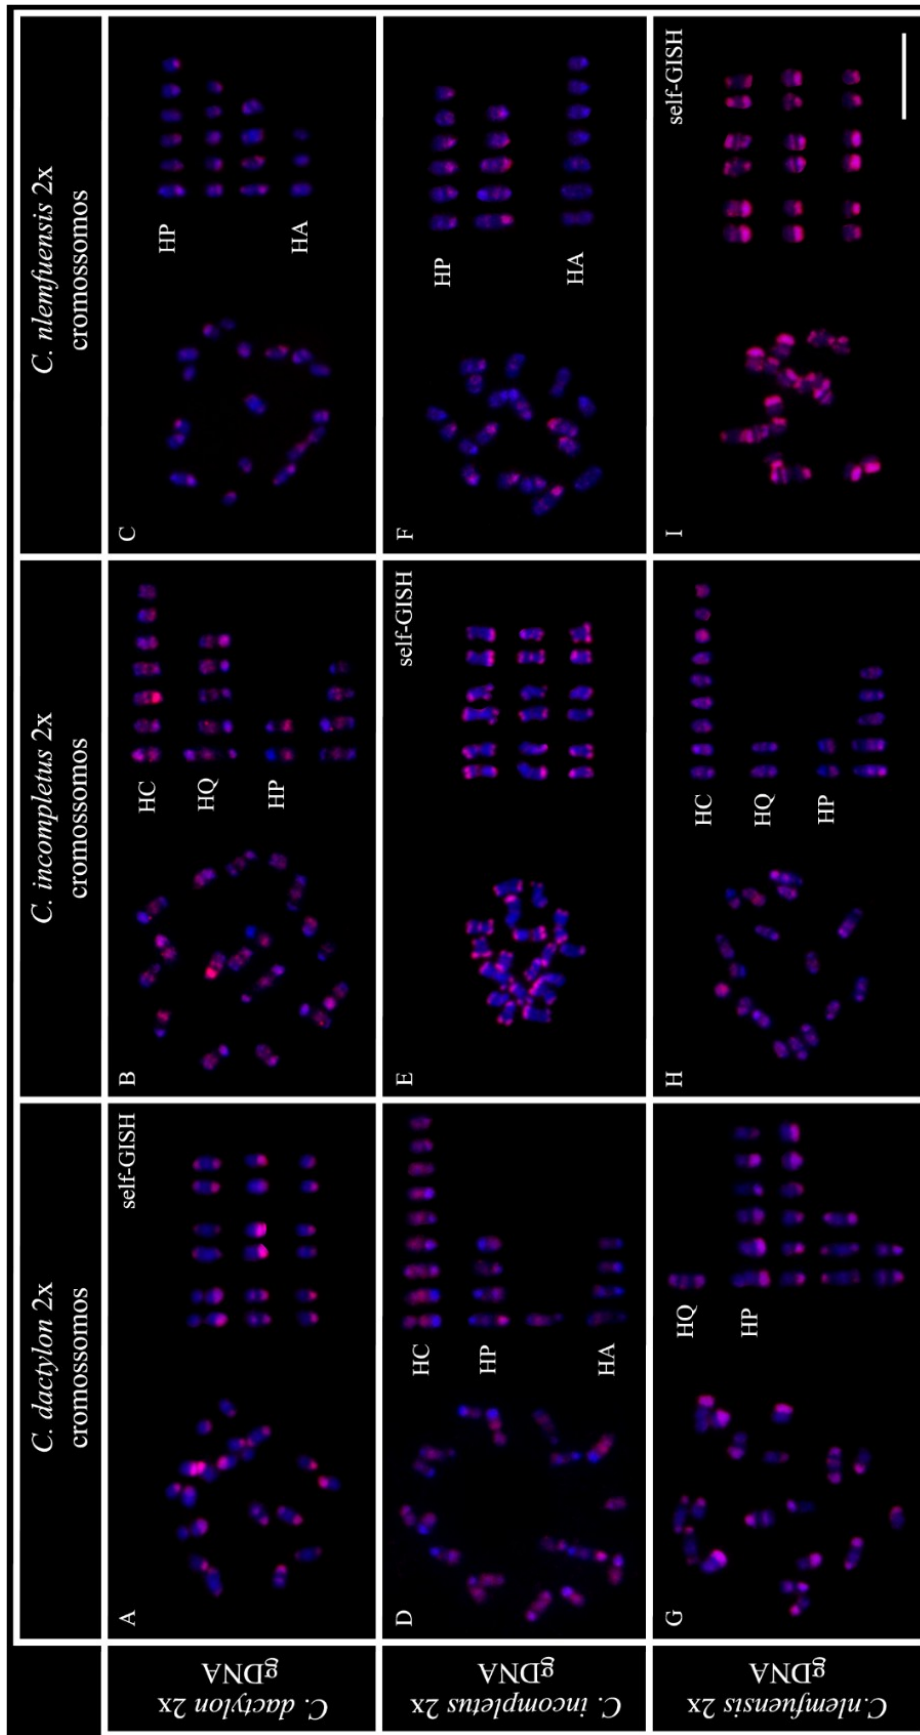 C. dactylon 2x
cromossomos
C. incompletus 2x
cromossomos
C. nlemfuensis 2x
cromossomos
C. dactylon 2x
gDNA
A
self-GISH
B
HC
HQ
HP
C
HP
HA
C. incompletus 2x
gDNA
D
HC
HP
HA
E
self-GISH
F
HP
HA
C.nlemfuensis 2x
gDNA
G
HQ
HP
H
HC
HQ
HP
I
self-GISH